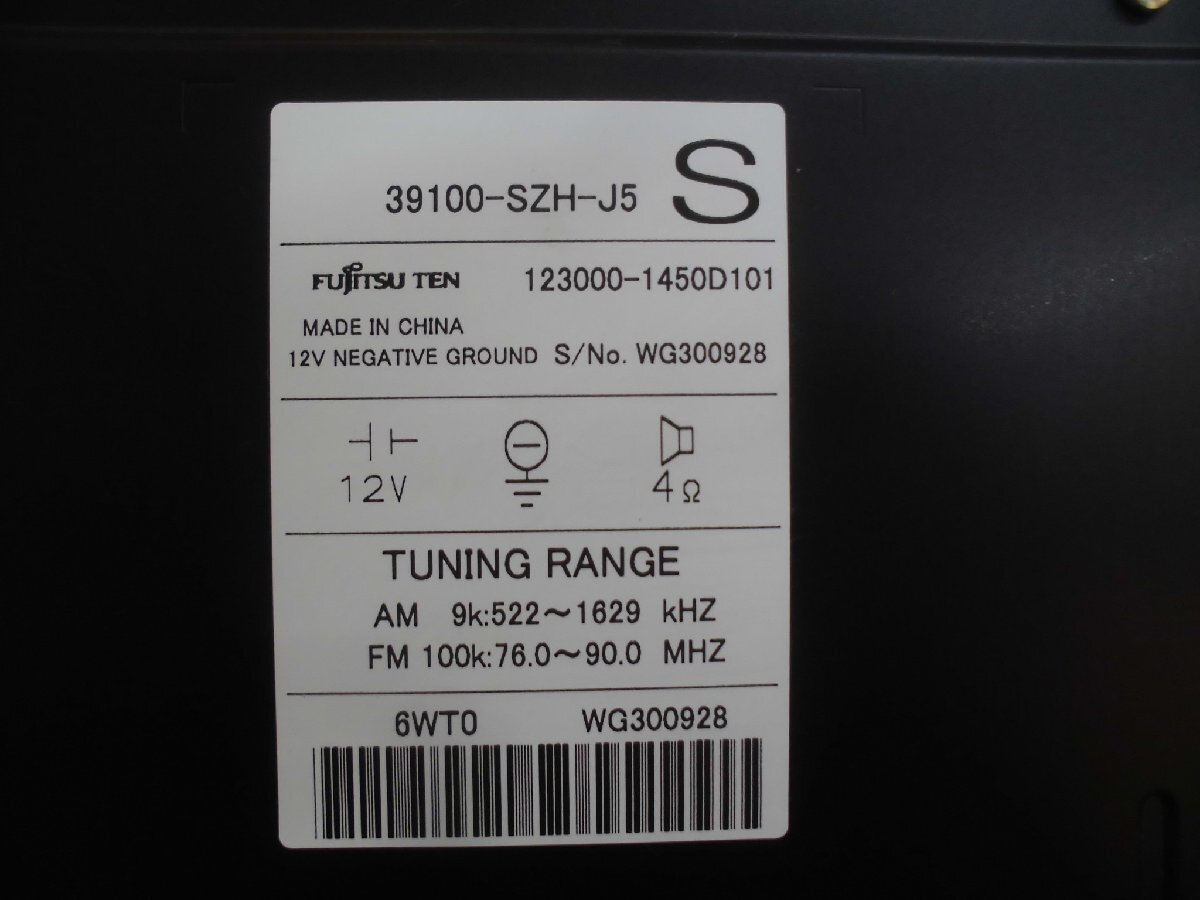 39100-SZH-J5 S
FUJITSU TEN 123000-1450D101
MADE IN CHINA
12V NEGATIVE GROUND S/No. WG300928
12V 4Ω
TUNING RANGE
AM 9k:522～1629 kHZ
FM 100k:76.0～90.0 MHZ
6WT0 WG300928